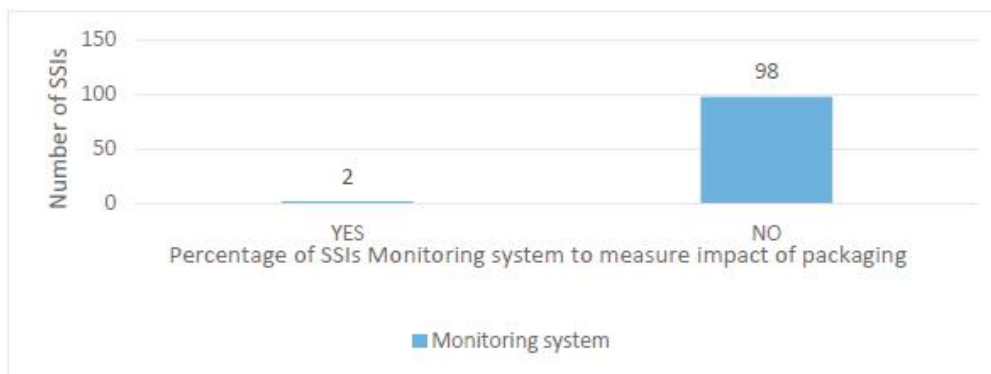 150
100
50
0
Number of SSIs
2
98
YES
NO
Percentage of SSIs Monitoring system to measure impact of packaging
Monitoring system